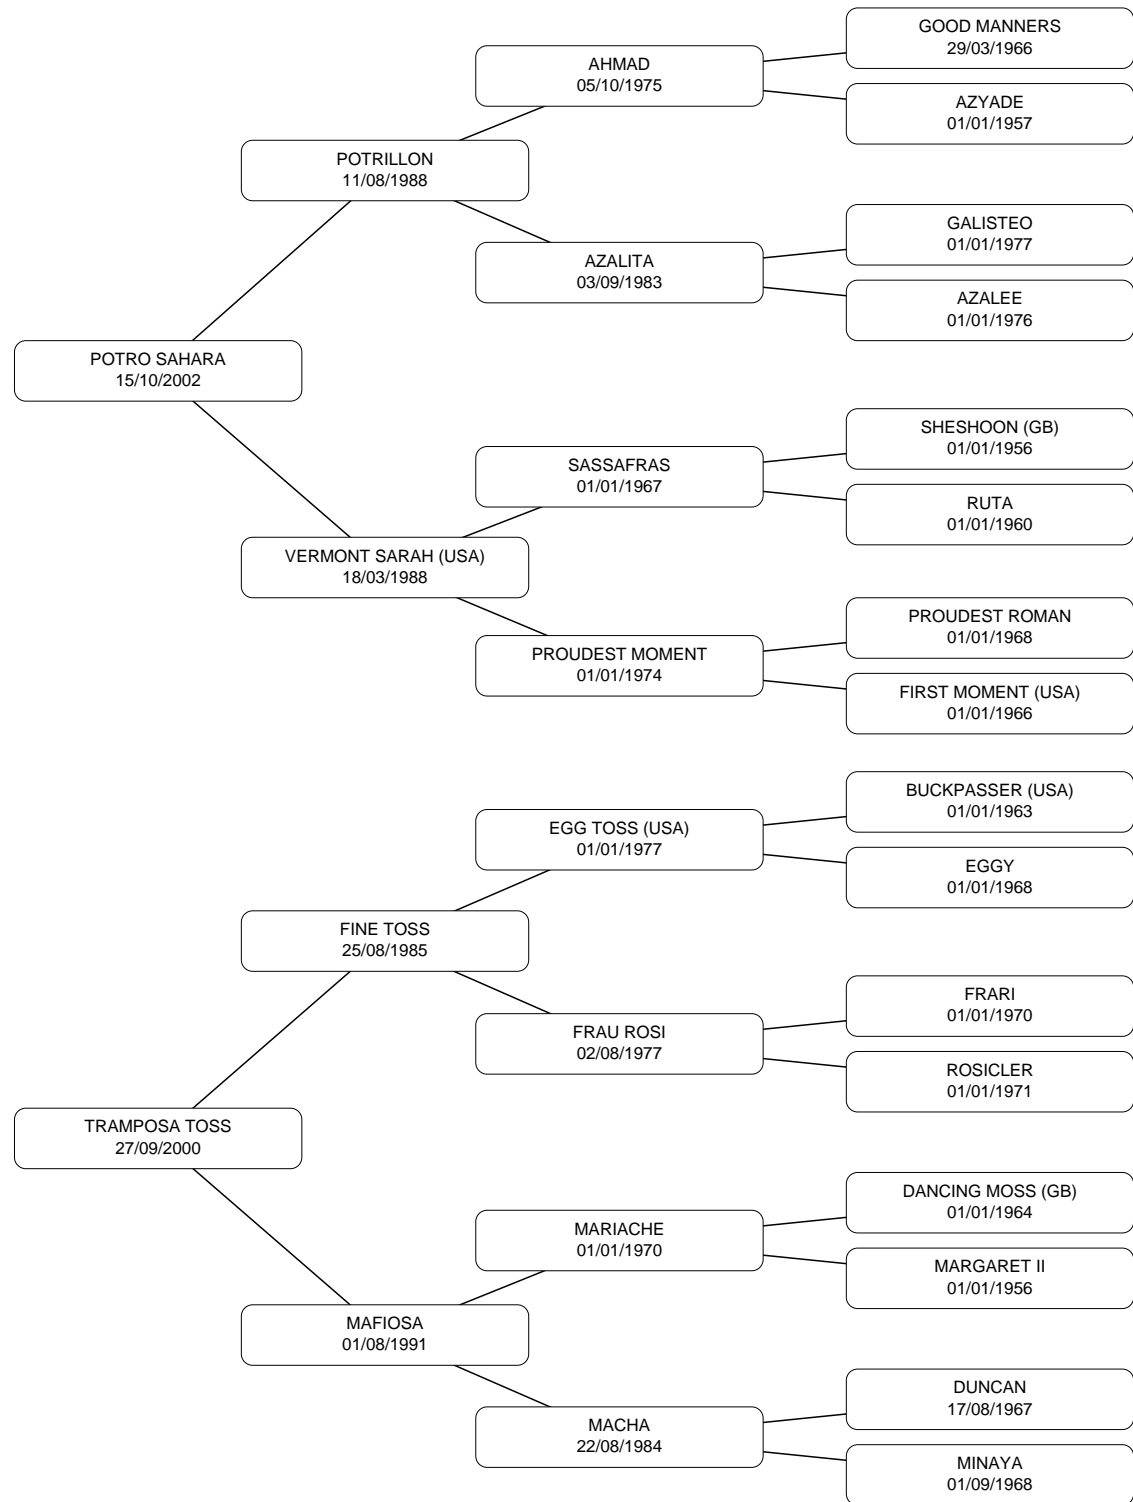 GOOD MANNERS
29/03/1966
AHMAD
05/10/1975
AZYADE
01/01/1957
POTRILLON
11/08/1988
GALISTEO
01/01/1977
AZALITA
03/09/1983
AZALEE
01/01/1976
POTRO SAHARA
15/10/2002
SHESHOON (GB)
01/01/1956
SASSAFRAS
01/01/1967
RUTA
01/01/1960
VERMONT SARAH (USA)
18/03/1988
PROUDEST ROMAN
01/01/1968
PROUDEST MOMENT
01/01/1974
FIRST MOMENT (USA)
01/01/1966
BUCKPASSER (USA)
01/01/1963
EGG TOSS (USA)
01/01/1977
EGGY
01/01/1968
FINE TOSS
25/08/1985
FRARI
01/01/1970
FRAU ROSI
02/08/1977
ROSICLER
01/01/1971
TRAMPOSA TOSS
27/09/2000
DANCING MOSS (GB)
01/01/1964
MARIACHE
01/01/1970
MARGARET II
01/01/1956
MAFIOSA
01/08/1991
DUNCAN
17/08/1967
MACHA
22/08/1984
MINAYA
01/09/1968